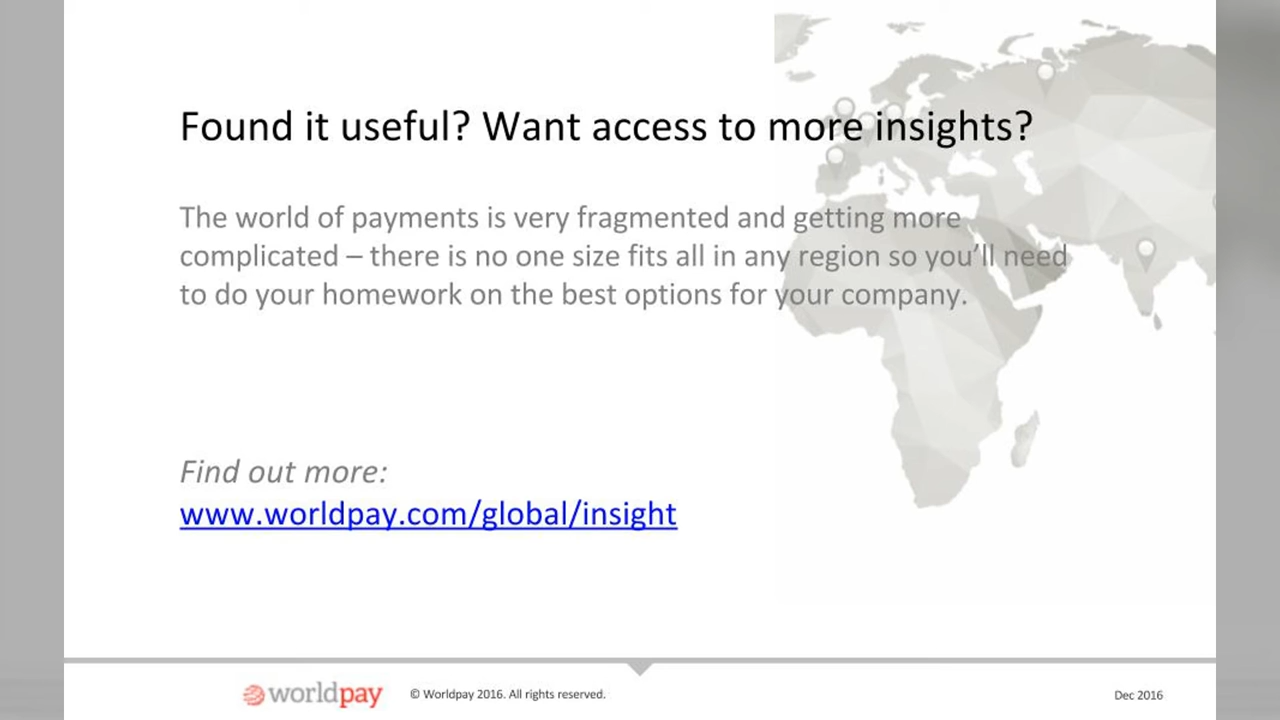 Found it useful? Want access to more insights?
The world of payments is very fragmented and getting more
complicated – there is no one size fits all in any region so you’ll need
to do your homework on the best options for your company.
Find out more:
www.worldpay.com/global/insight
worldpay
© Worldpay 2016. All rights reserved.
Dec 2016